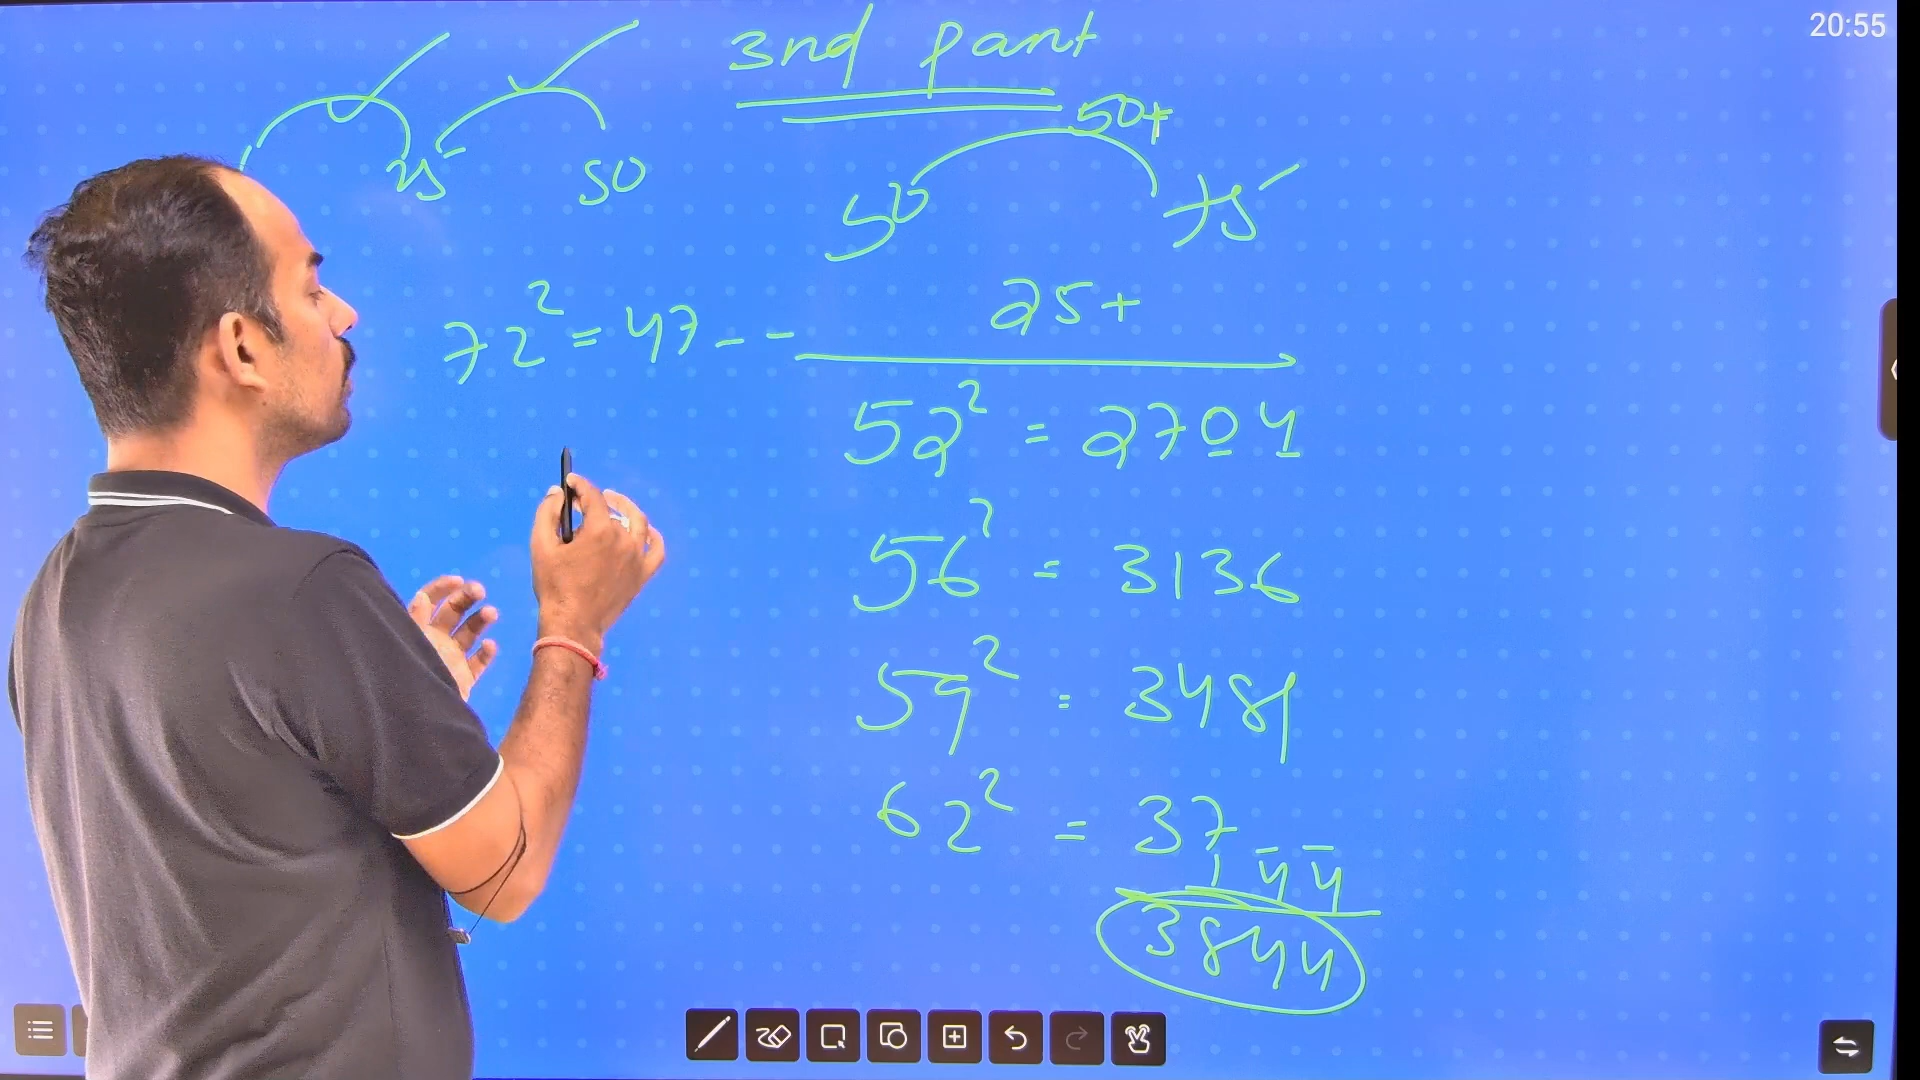 20:55
3nd part
50+
25 50
50 75
25+
72² = 47 - -
52² = 2704
56² = 3136
59² = 3481
62² = 37
144
3844